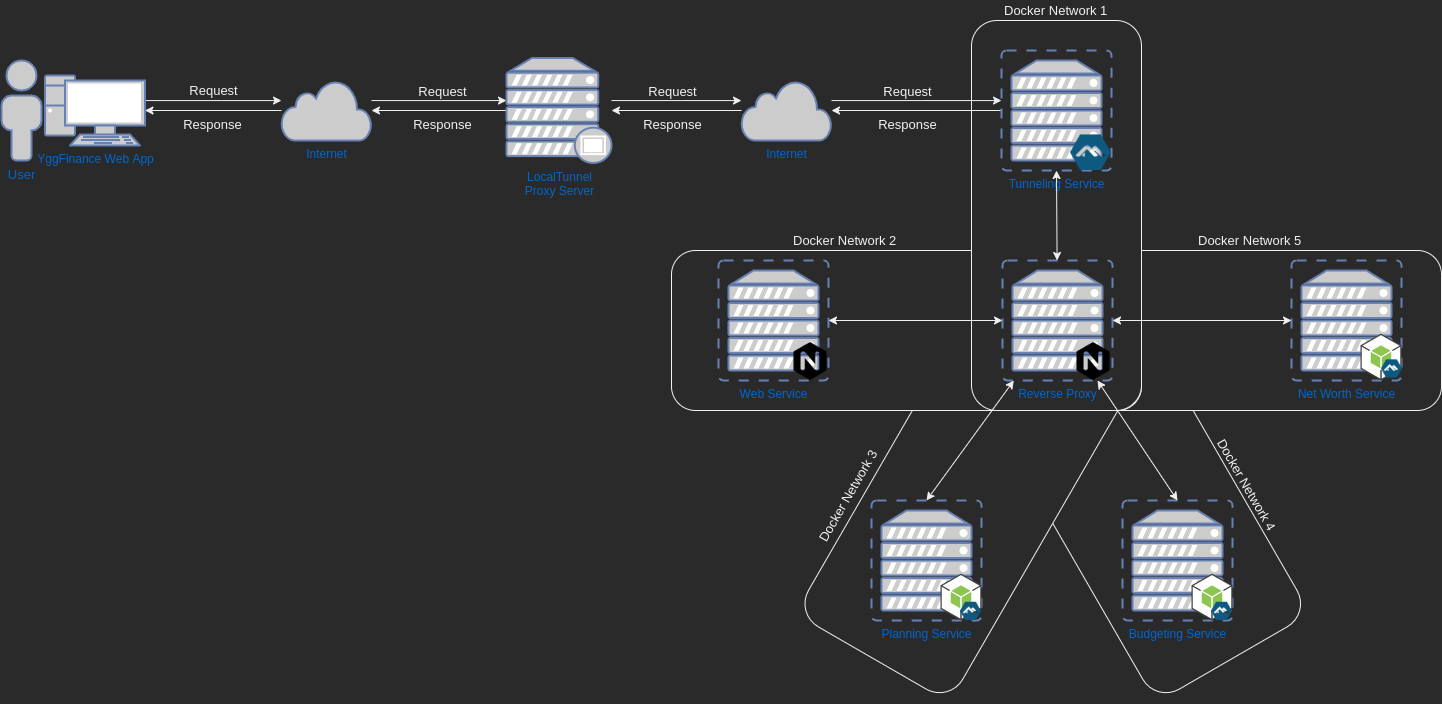 Docker Network 1
Request
Request
Request
Request
Response
Response
Response
Response
YggFinance Web App
User
Internet
LocalTunnel
Proxy Server
Internet
Tunneling Service
Docker Network 2
Docker Network 5
N
N
Web Service
Reverse Proxy
Net Worth Service
Docker Network 3
Docker Network 4
Planning Service
Budgeting Service